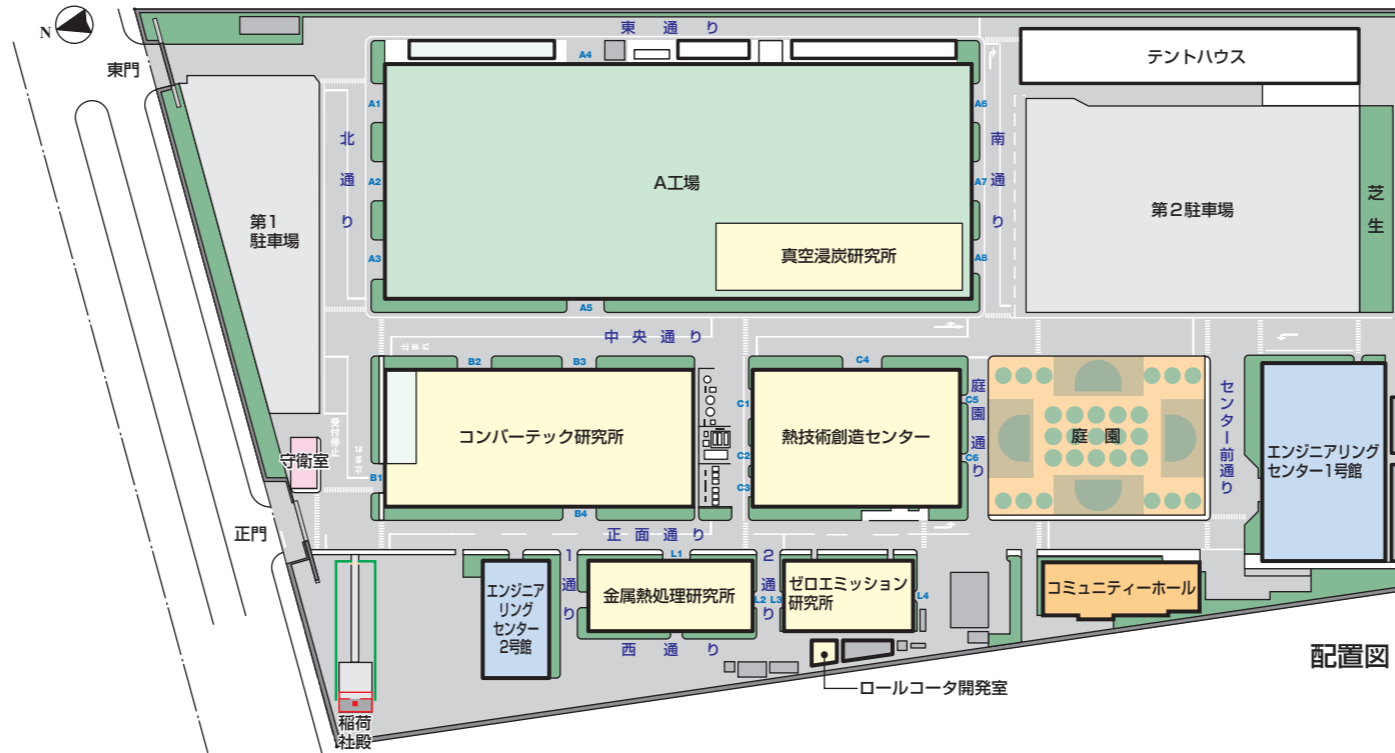 N
東門
東通り
A4
テントハウス
A1
北通り
A2
A3
第1
駐車場
A工場
真空浸炭研究所
A6
南通り
A7
A8
第2駐車場
芝生
A5
中央通り
止まれ
B2
B3
C4
コンバーテック研究所
C1
C2
C3
熱技術創造センター
庭園通り
C5
C6
庭園
センター前通り
エンジニアリング
センター1号館
受付停止
止まれ
守衛室
B1
B4
正門
正面通り
1通り
L1
2通り
エンジニア
リング
センター
2号館
金属熱処理研究所
L2
L3
ゼロエミッション
研究所
L4
コミュニティーホール
西通り
ロールコータ開発室
配置図
稲荷
社殿